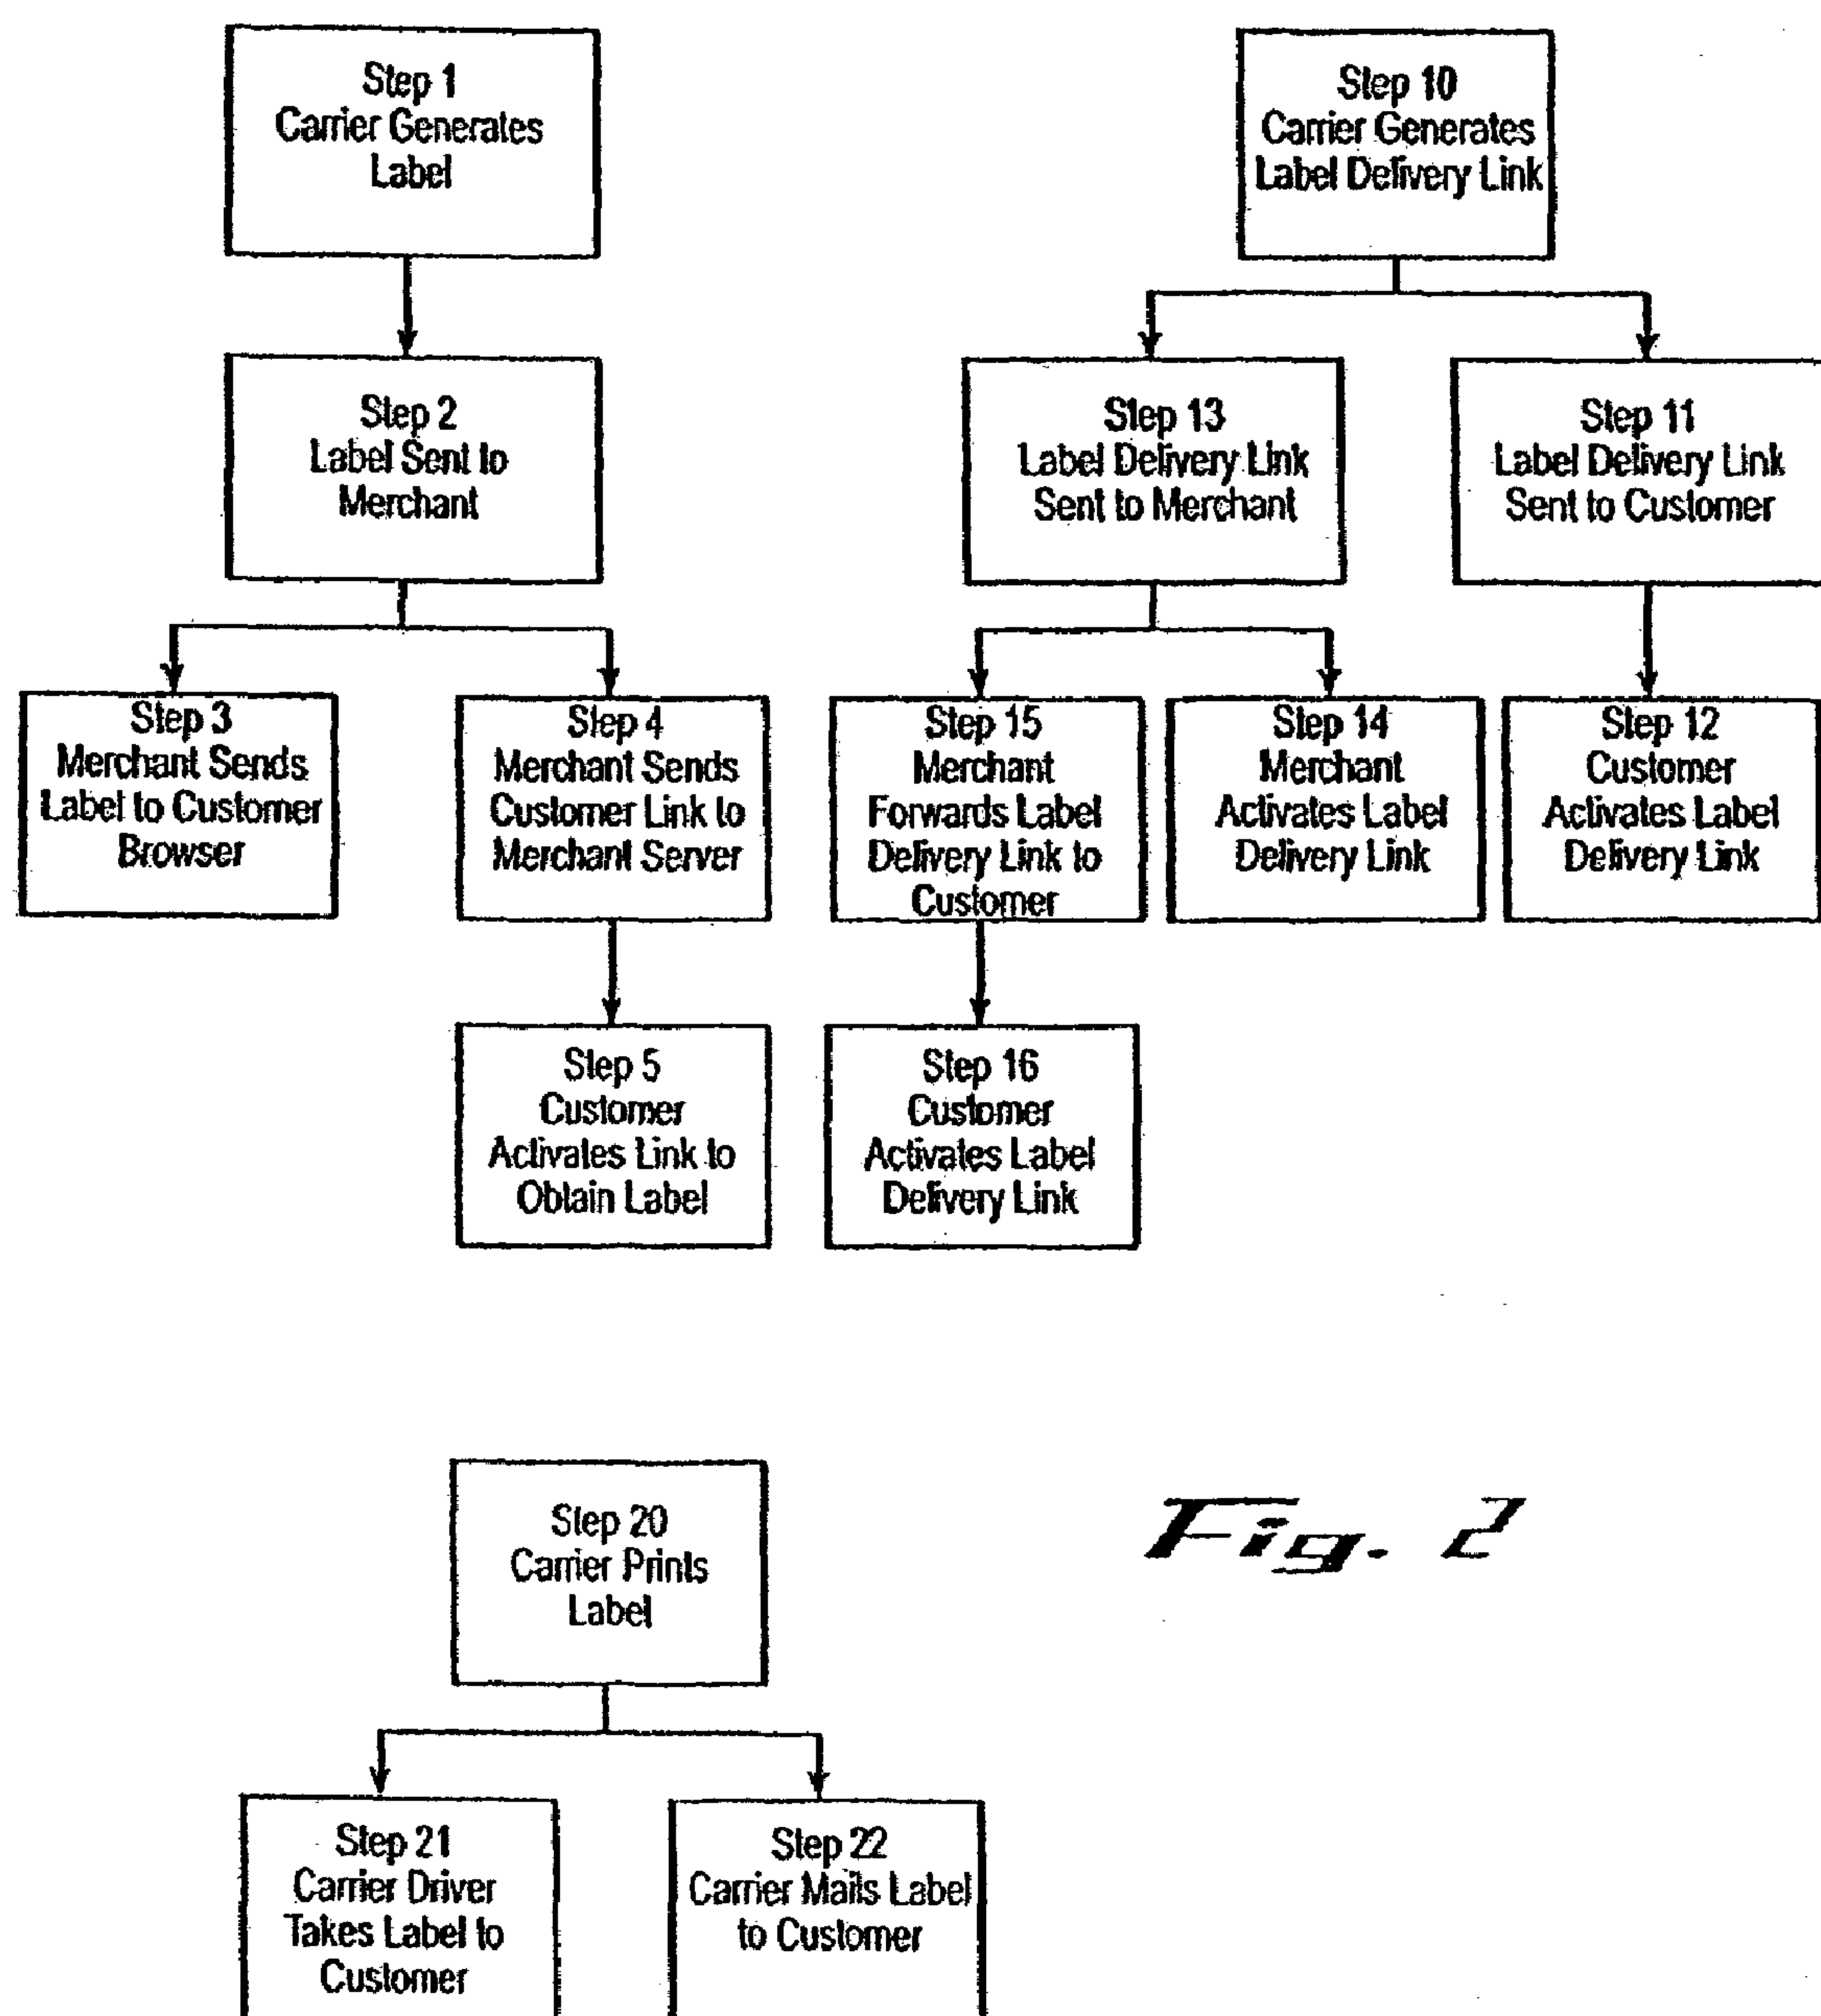 Step 1
Carrier Generates
Label
Step 10
Carrier Generates
Label Delivery Link
Step 2
Label Sent to
Merchant
Step 13
Label Delivery Link
Sent to Merchant
Step 11
Label Delivery Link
Sent to Customer
Step 3
Merchant Sends
Label to Customer
Browser
Step 4
Merchant Sends
Customer Link to
Merchant Server
Step 15
Merchant
Forwards Label
Delivery Link to
Customer
Step 14
Merchant
Activates Label
Delivery Link
Step 12
Customer
Activates Label
Delivery Link
Step 5
Customer
Activates Link to
Obtain Label
Step 16
Customer
Activates Label
Delivery Link
Step 20
Carrier Prints
Label
Fig. 2
Step 21
Carrier Driver
Takes Label to
Customer
Step 22
Carrier Mails Label
to Customer